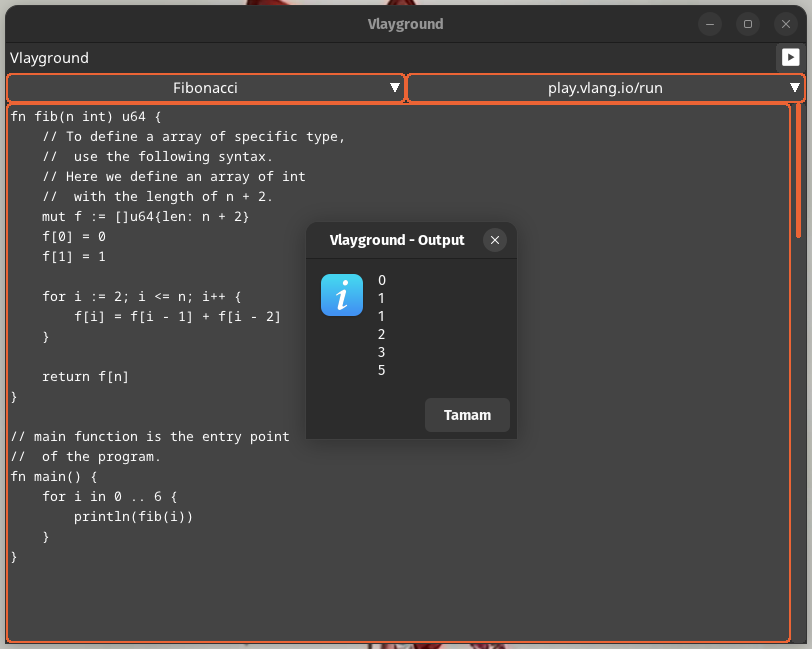 Vlayground
Vlayground
Fibonacci
play.vlang.io/run
fn fib(n int) u64 {
    // To define a array of specific type,
    //  use the following syntax.
    // Here we define an array of int
    //  with the length of n + 2.
    mut f := []u64{len: n + 2}
    f[0] = 0
    f[1] = 1
    for i := 2; i <= n; i++ {
        f[i] = f[i - 1] + f[i - 2]
    }
    return f[n]
}
// main function is the entry point
//  of the program.
fn main() {
    for i in 0 .. 6 {
        println(fib(i))
    }
}
Vlayground - Output
i
0
1
1
2
3
5
Tamam